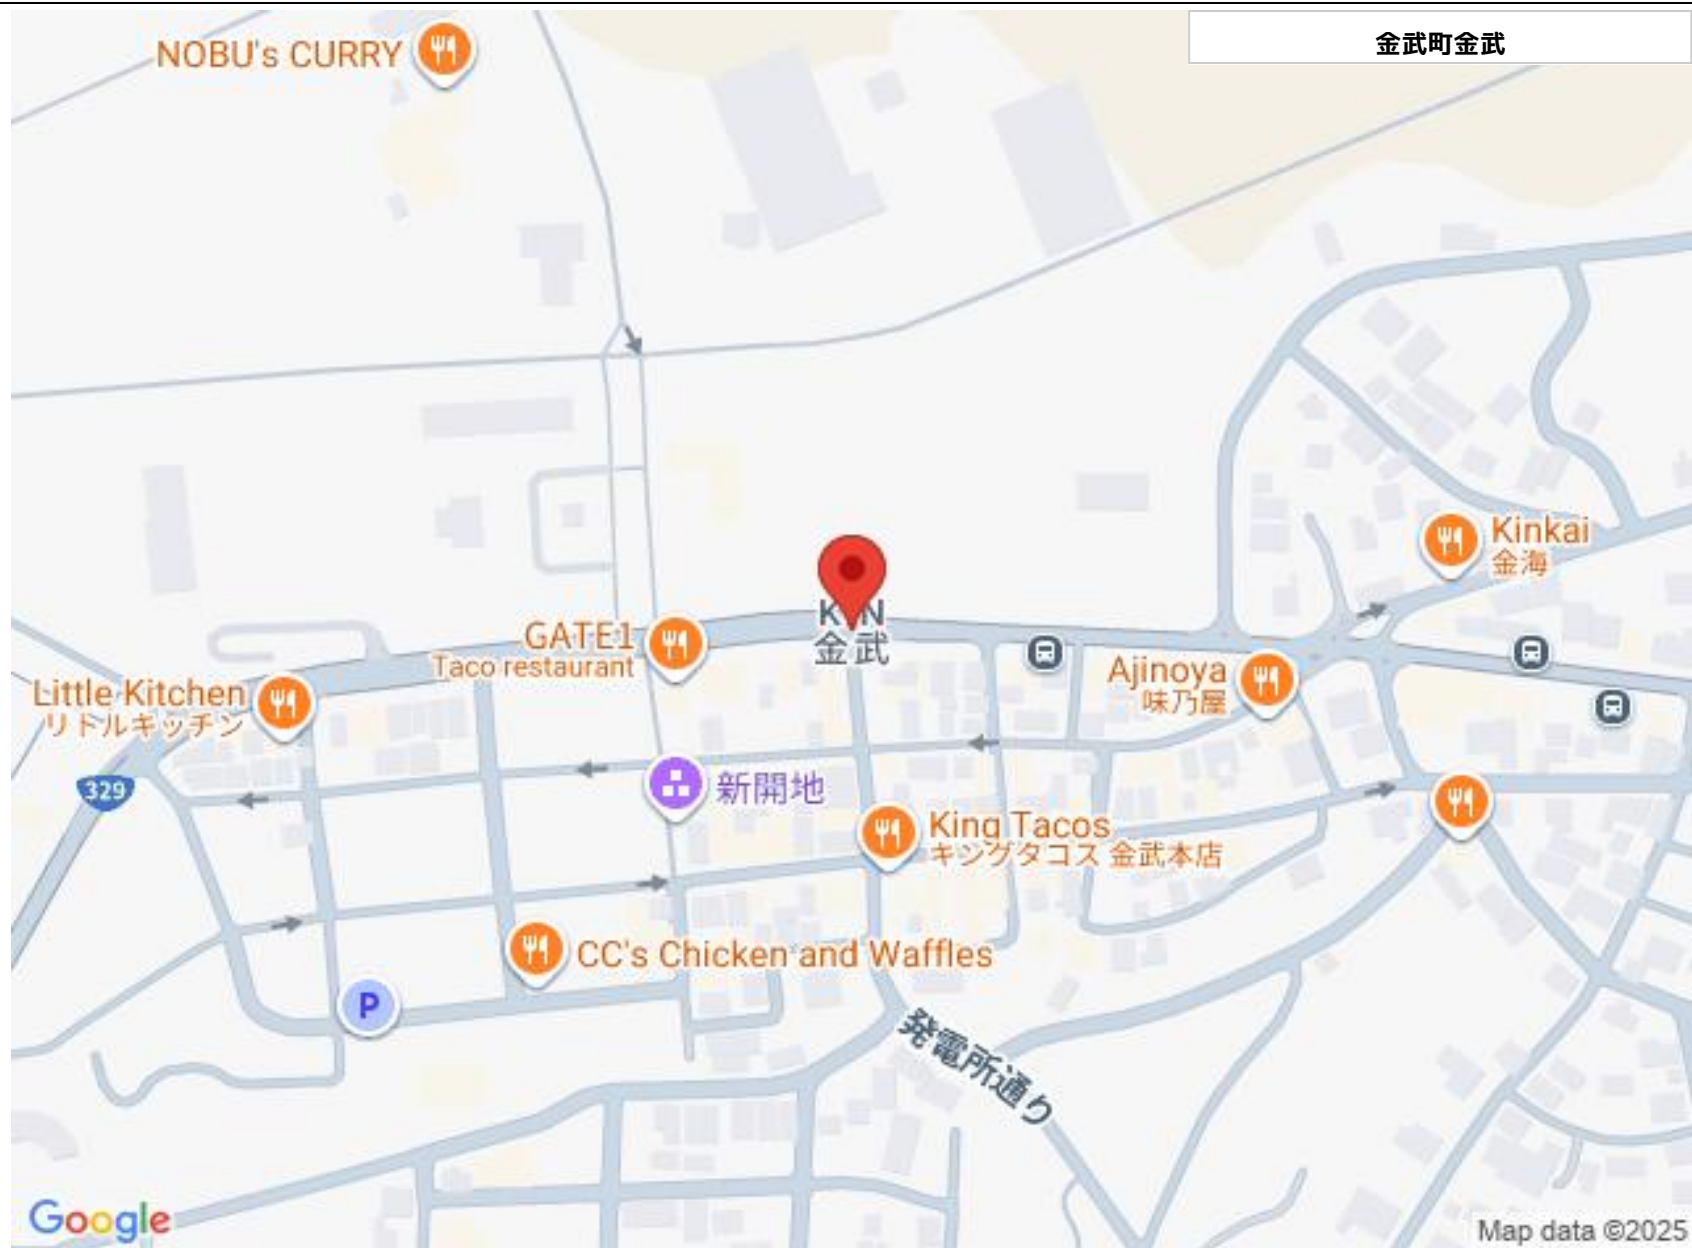 金武町金武
NOBU's CURRY
Kinkai
金海
KIN
金武
GATE1
Taco restaurant
Ajinoya
味乃屋
Little Kitchen
リトルキッチン
329
新開地
King Tacos
キングタコス 金武本店
CC's Chicken and Waffles
P
発電所通り
Google
Map data ©2025